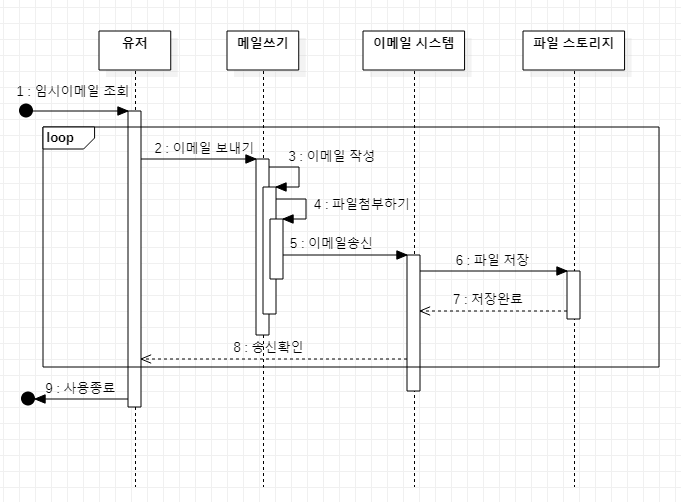 유저
메일쓰기
이메일 시스템
파일 스토리지
1 : 임시이메일 조회
loop
2 : 이메일 보내기
3 : 이메일 작성
4 : 파일첨부하기
5 : 이메일송신
6 : 파일 저장
7 : 저장완료
8 : 송신확인
9 : 사용종료